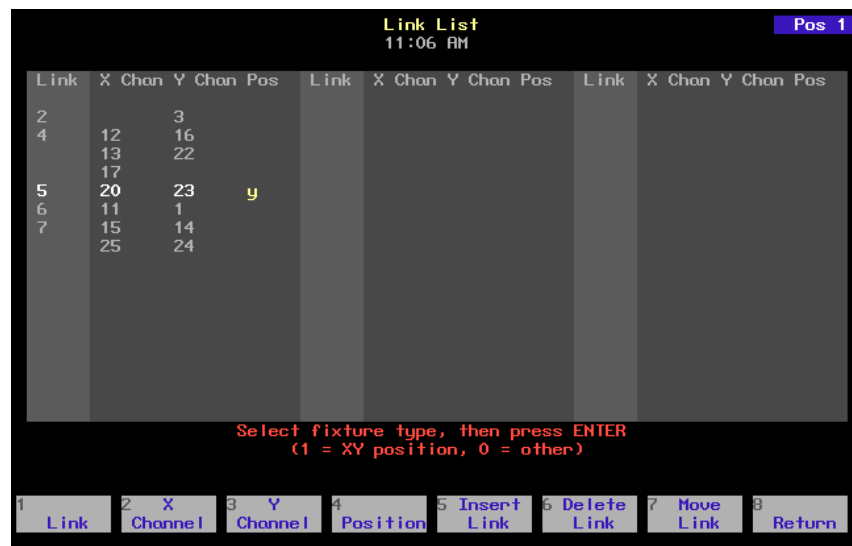 Link List Pos 1
11:06 AM
Link X Chan Y Chan Pos Link X Chan Y Chan Pos Link X Chan Y Chan Pos
2 3
4 12 16
13 22
17
5 20 23 y
6 11 1
7 15 14
25 24
Select fixture type, then press ENTER
(1 = XY position, 0 = other)
1 2 X 3 Y 4 5 Insert 6 Delete 7 Move 8
Link Channel Channel Position Link Link Link Return